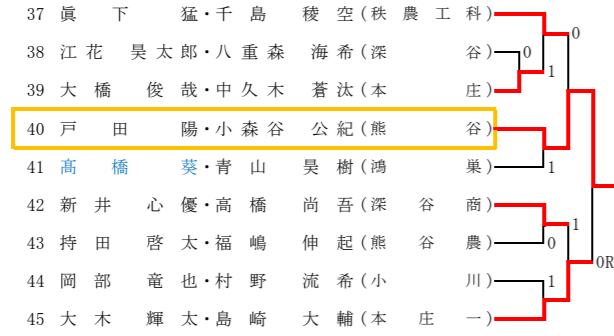 37 眞下猛・千島稜空(秩農工科)
0
38 江花昊太郎・八重森海希(深谷)
0
1
39 大橋俊哉・中久木蒼汰(本庄)
40 戸田陽・小森谷公紀(熊谷)
41 髙橋葵・青山昊樹(鴻巣)
1
42 新井心優・高橋尚吾(深谷商)
1
43 持田啓太・福嶋伸起(熊谷農)
0
0R
44 岡部竜也・村野流希(小川)
1
45 大木輝太・島崎大輔(本庄一)